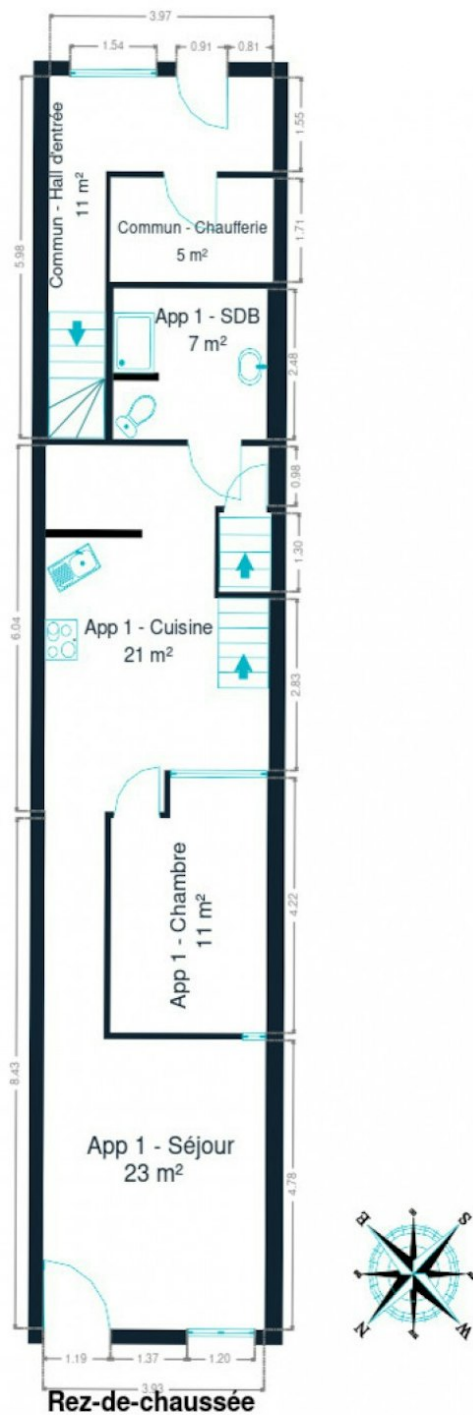 3.97
1.54
0.91
0.81
1.55
5.98
Commun - Hall d'entrée
11 m²
Commun - Chaufferie
5 m²
1.71
App 1 - SDB
7 m²
2.48
0.98
1.30
6.04
App 1 - Cuisine
21 m²
2.83
App 1 - Chambre
11 m²
4.22
8.43
App 1 - Séjour
23 m²
4.78
E
S
N
W
1.19
1.37
1.20
3.93
Rez-de-chaussée